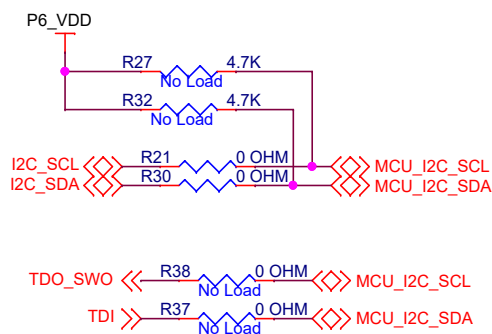 P6_VDD
R27 4.7K
No Load
R32 4.7K
No Load
I2C_SCL R21 0 OHM MCU_I2C_SCL
I2C_SDA R30 0 OHM MCU_I2C_SDA
TDO_SWO R38 0 OHM MCU_I2C_SCL
No Load
TDI R37 0 OHM MCU_I2C_SDA
No Load